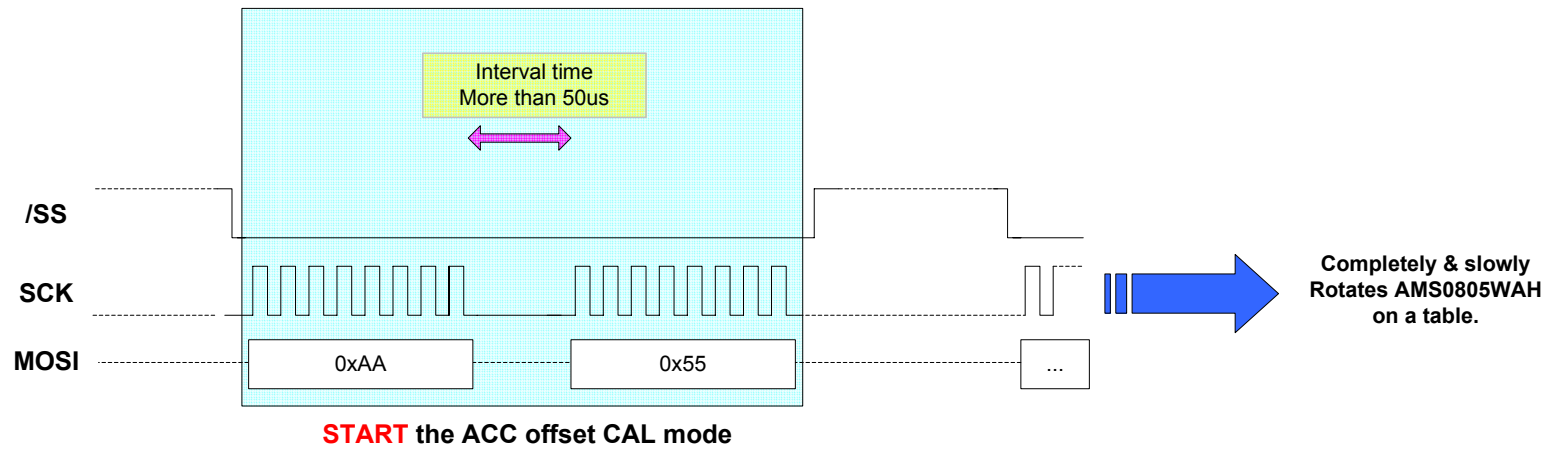 Interval time
More than 50us
/SS
SCK
MOSI
0xAA
0x55
...
Completely & slowly
Rotates AMS0805WAH
on a table.
START the ACC offset CAL mode